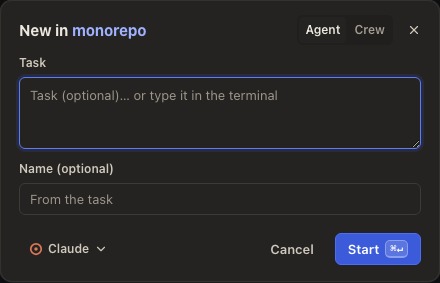 New in monorepo
Agent
Crew
Task
Task (optional)... or type it in the terminal
Name (optional)
From the task
Claude
Cancel
Start ⌘↵